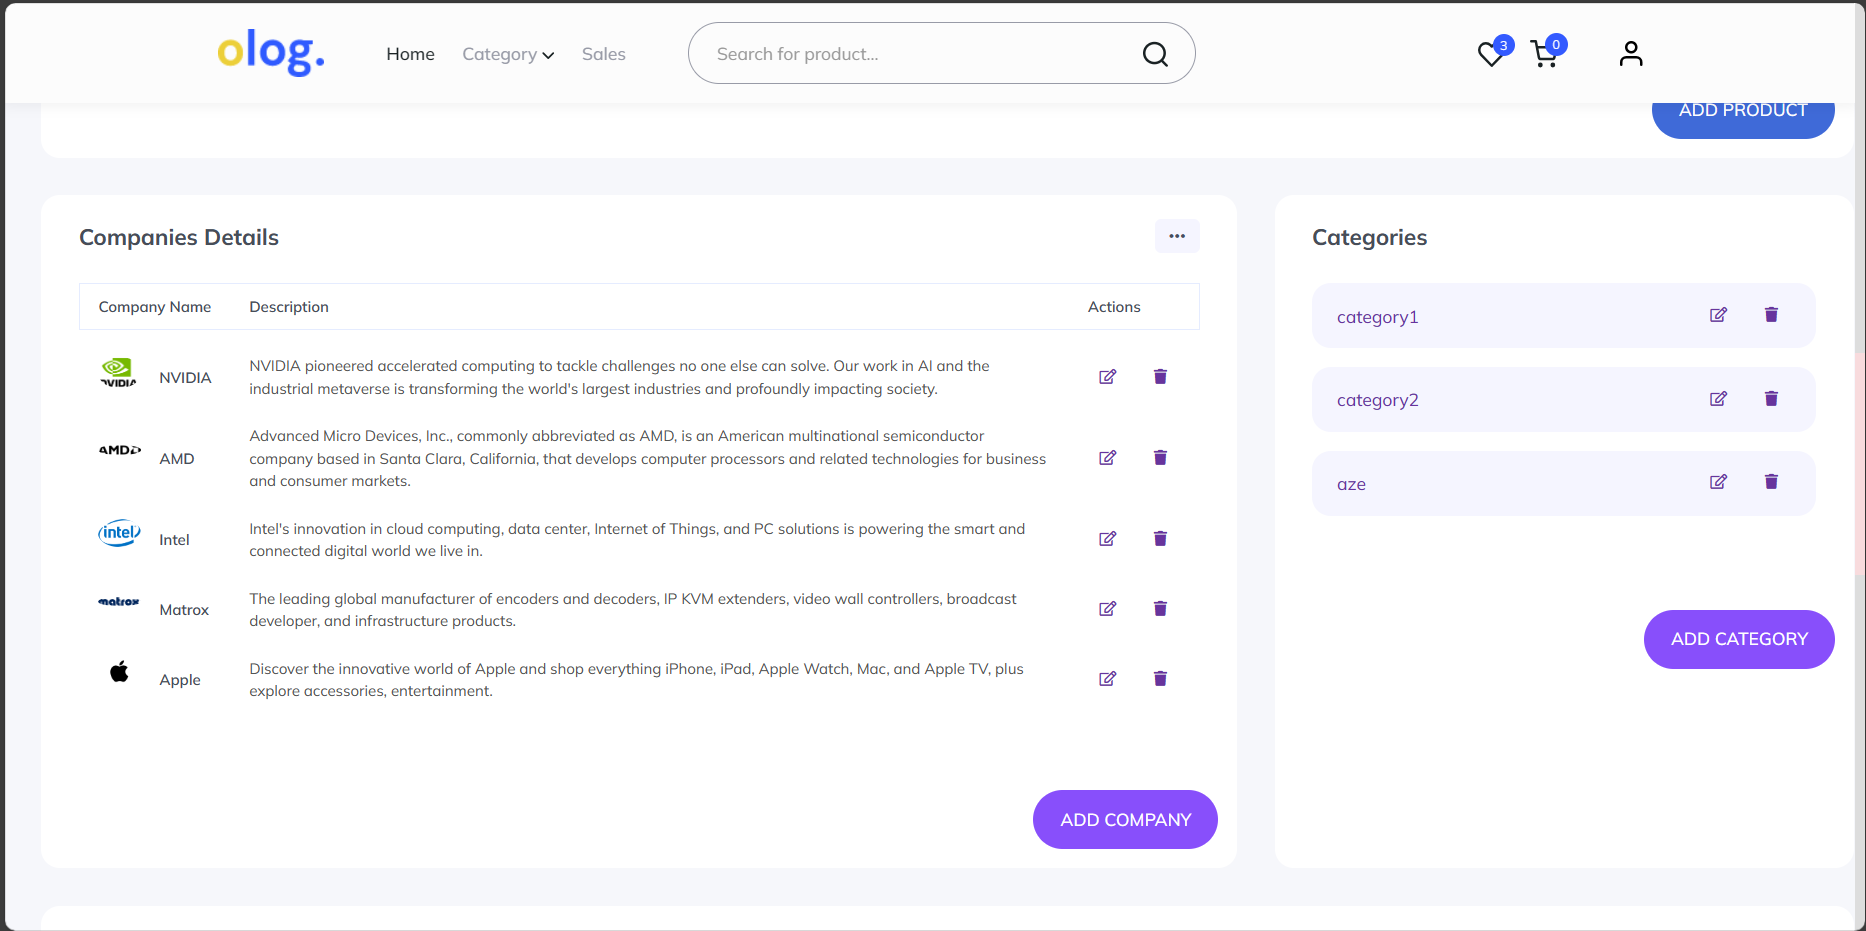 olog.
Home
Category
Sales
Search for product...
3
0
ADD PRODUCT
Companies Details
Company Name
Description
Actions
NVIDIA
NVIDIA
NVIDIA pioneered accelerated computing to tackle challenges no one else can solve. Our work in AI and the
industrial metaverse is transforming the world's largest industries and profoundly impacting society.
AMD
AMD
Advanced Micro Devices, Inc., commonly abbreviated as AMD, is an American multinational semiconductor
company based in Santa Clara, California, that develops computer processors and related technologies for business
and consumer markets.
intel
Intel
Intel's innovation in cloud computing, data center, Internet of Things, and PC solutions is powering the smart and
connected digital world we live in.
matrox
Matrox
The leading global manufacturer of encoders and decoders, IP KVM extenders, video wall controllers, broadcast
developer, and infrastructure products.
Apple
Discover the innovative world of Apple and shop everything iPhone, iPad, Apple Watch, Mac, and Apple TV, plus
explore accessories, entertainment.
ADD COMPANY
Categories
category1
category2
aze
ADD CATEGORY